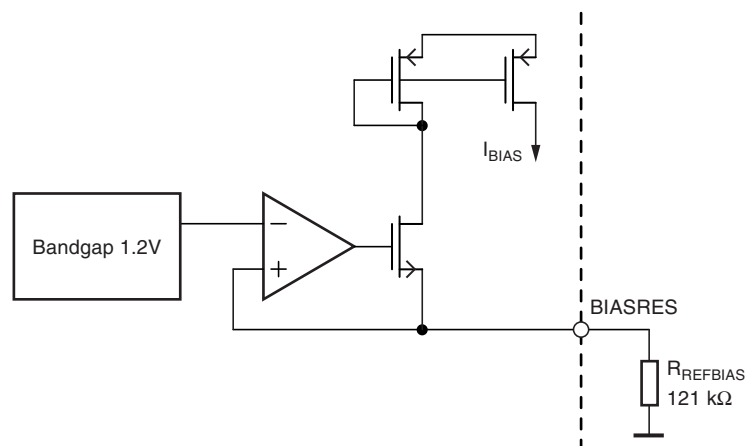 I_BIAS
Bandgap 1.2V
−
+
BIASRES
R_REFBIAS
121 kΩ